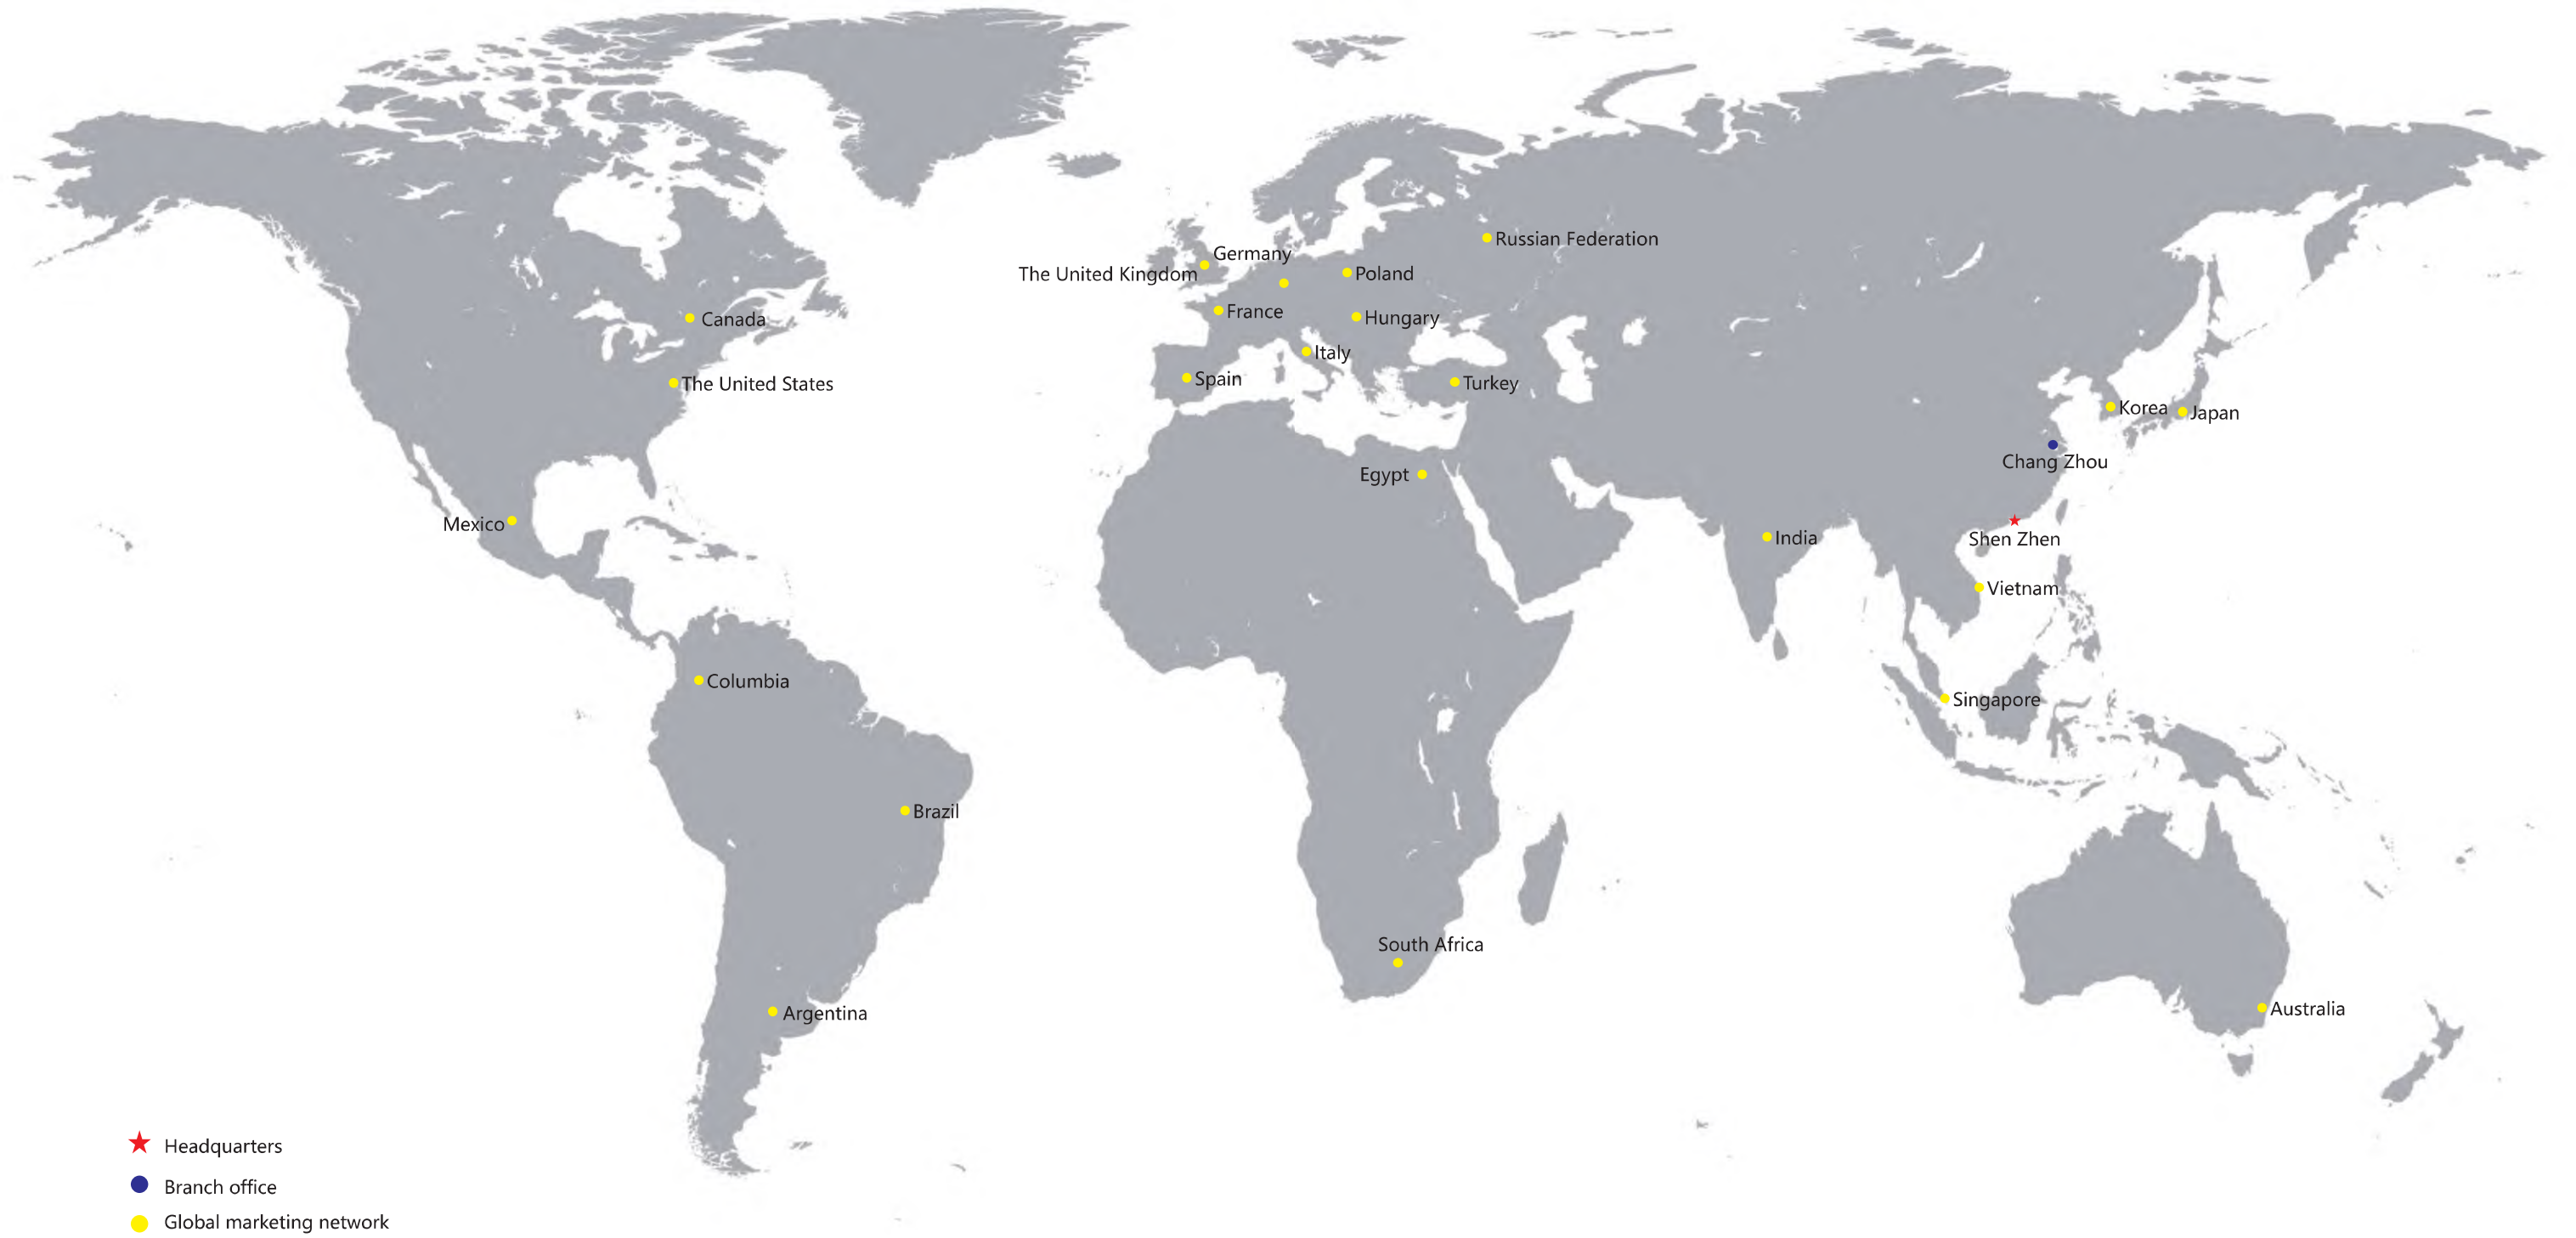 Russian Federation
Germany
The United Kingdom
Poland
France
Hungary
Canada
Italy
Spain
Turkey
The United States
Korea
Japan
Chang Zhou
Egypt
Mexico
India
Shen Zhen
Vietnam
Columbia
Singapore
Brazil
South Africa
Argentina
Australia
Headquarters
Branch office
Global marketing network